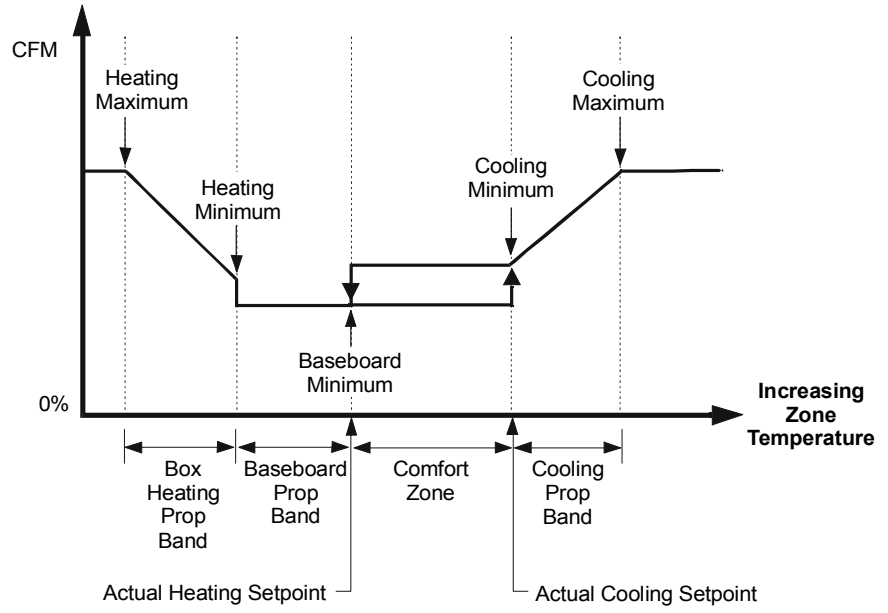 CFM
Heating
Maximum
Cooling
Maximum
Heating
Minimum
Cooling
Minimum
Baseboard
Minimum
0%
Increasing
Zone
Temperature
Box
Heating
Prop
Band
Baseboard
Prop
Band
Comfort
Zone
Cooling
Prop
Band
Actual Heating Setpoint
Actual Cooling Setpoint